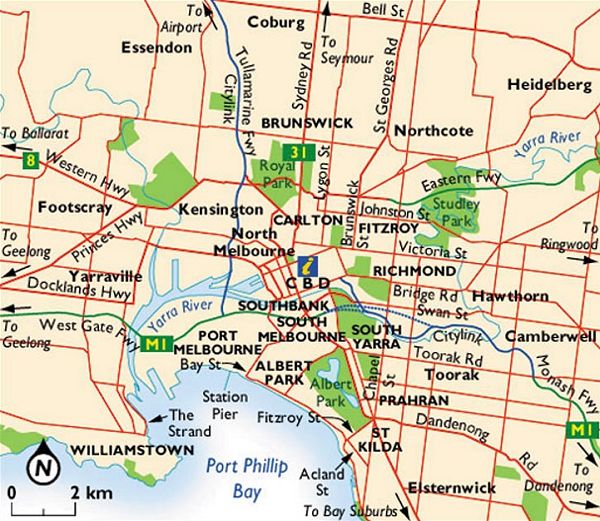 To
Airport
Coburg
Bell St
To
Seymour
Essendon
Tullamarine Fwy
Citylink
Sydney Rd
St Georges Rd
Heidelberg
BRUNSWICK
Northcote
To Ballarat
8
Western Hwy
31
Royal
Park
Lygon St
Yarra River
Eastern Fwy
Studley
Park
Footscray
Kensington
CARLTON
Brunswick
St
Johnston St
FITZROY
Princes Hwy
North
Melbourne
Victoria St
To
Geelong
To
Ringwood
Yarraville
i
RICHMOND
Docklands Hwy
CBD
Bridge Rd
Hawthorn
Yarra River
SOUTHBANK
Swan St
West Gate Fwy
SOUTH
MELBOURNE
SOUTH
YARRA
Citylink
Camberwell
To
Geelong
M1
PORT
MELBOURNE
Toorak Rd
Bay St
ALBERT
PARK
Toorak
Monash Fwy
Albert
Park
Chapel
St
Station
Pier
PRAHRAN
The
Strand
Fitzroy St
Dandenong
Rd
M1
ST
KILDA
WILLIAMSTOWN
Port Phillip
Bay
Acland
St
Elsternwick
To
Dandenong
N
0 2 km
To Bay Suburbs